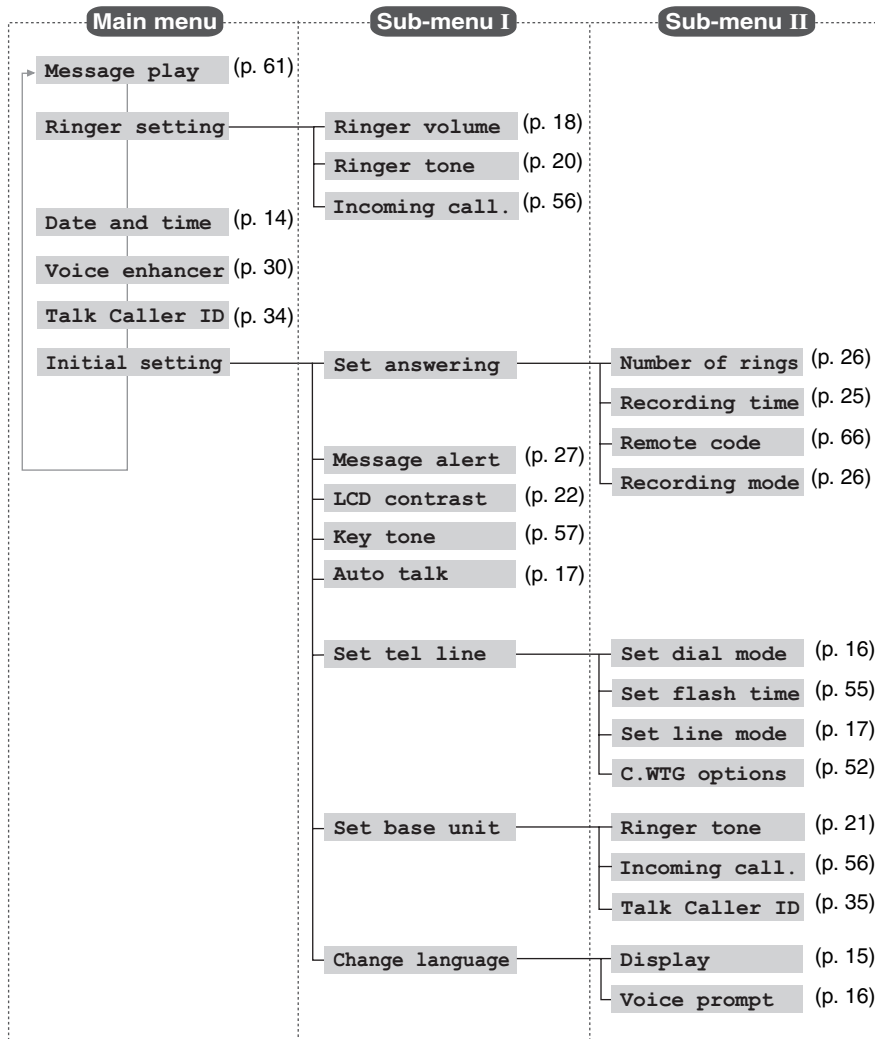 Main menu Sub-menu I Sub-menu II
Message play (p. 61)
Ringer setting Ringer volume (p. 18)
Ringer tone (p. 20)
Incoming call. (p. 56)
Date and time (p. 14)
Voice enhancer (p. 30)
Talk Caller ID (p. 34)
Initial setting Set answering Number of rings (p. 26)
Recording time (p. 25)
Remote code (p. 66)
Recording mode (p. 26)
Message alert (p. 27)
LCD contrast (p. 22)
Key tone (p. 57)
Auto talk (p. 17)
Set tel line Set dial mode (p. 16)
Set flash time (p. 55)
Set line mode (p. 17)
C.WTG options (p. 52)
Set base unit Ringer tone (p. 21)
Incoming call. (p. 56)
Talk Caller ID (p. 35)
Change language Display (p. 15)
Voice prompt (p. 16)